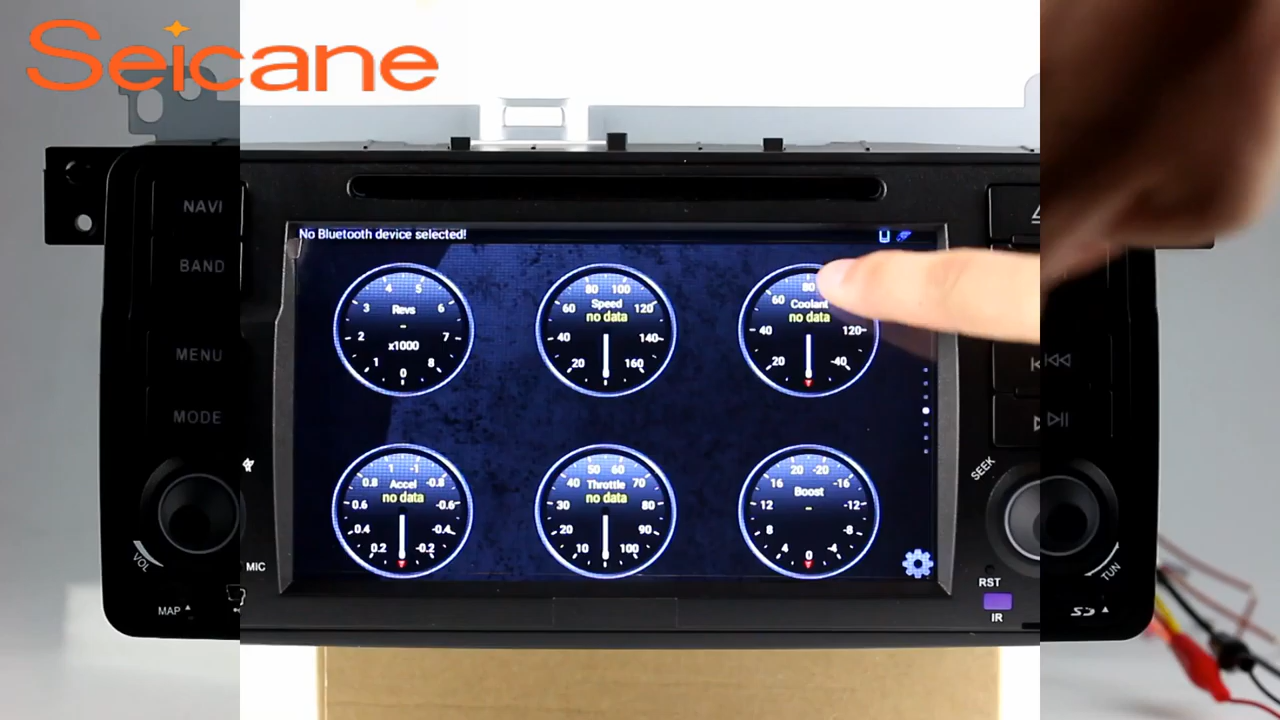 Seicane
NAVI
BAND
MENU
MODE
VOL
MAP
MIC
No Bluetooth device selected!
0 1 2 3 4 5 6 7 8
Revs
-
x1000
20 40 60 80 100 120 140 160
Speed
no data
20 40 60 80 120 -40
Coolant
no data
0.2 0.4 0.6 0.8 1 -1 -0.8 -0.6 -0.4 -0.2
Accel
no data
10 20 30 40 50 60 70 80 90 100
Throttle
no data
0 4 8 12 16 20 -20 -16 -12 -8 -4
Boost
-
SEEK
TUN
RST
IR
SD